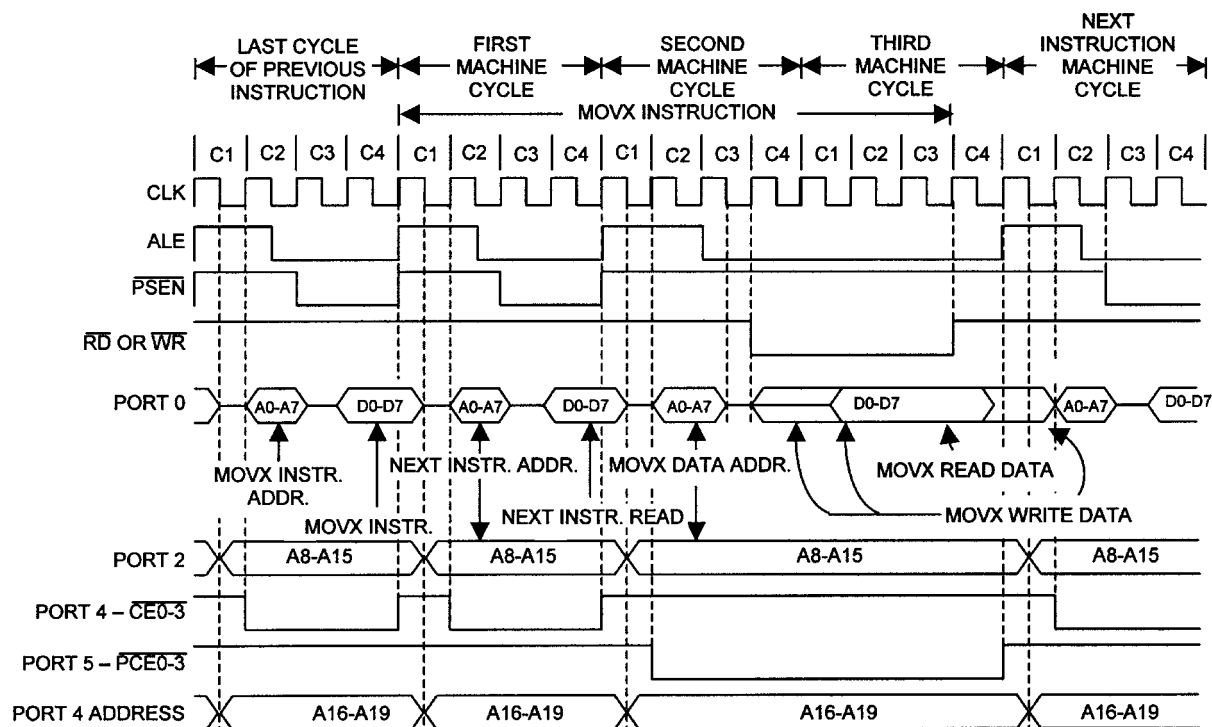 LAST CYCLE
OF PREVIOUS
INSTRUCTION
FIRST
MACHINE
CYCLE
SECOND
MACHINE
CYCLE
THIRD
MACHINE
CYCLE
NEXT
INSTRUCTION
MACHINE
CYCLE
MOVX INSTRUCTION
C1 C2 C3 C4 C1 C2 C3 C4 C1 C2 C3 C4 C1 C2 C3 C4 C1 C2 C3 C4
CLK
ALE
PSEN
RD OR WR
PORT 0 A0-A7 D0-D7 A0-A7 D0-D7 A0-A7 D0-D7 A0-A7 D0-D7
MOVX INSTR.
ADDR.
NEXT INSTR. ADDR.
MOVX DATA ADDR.
MOVX READ DATA
MOVX INSTR.
NEXT INSTR. READ
MOVX WRITE DATA
PORT 2 A8-A15 A8-A15 A8-A15 A8-A15
PORT 4 – CE0-3
PORT 5 – PCE0-3
PORT 4 ADDRESS A16-A19 A16-A19 A16-A19 A16-A19